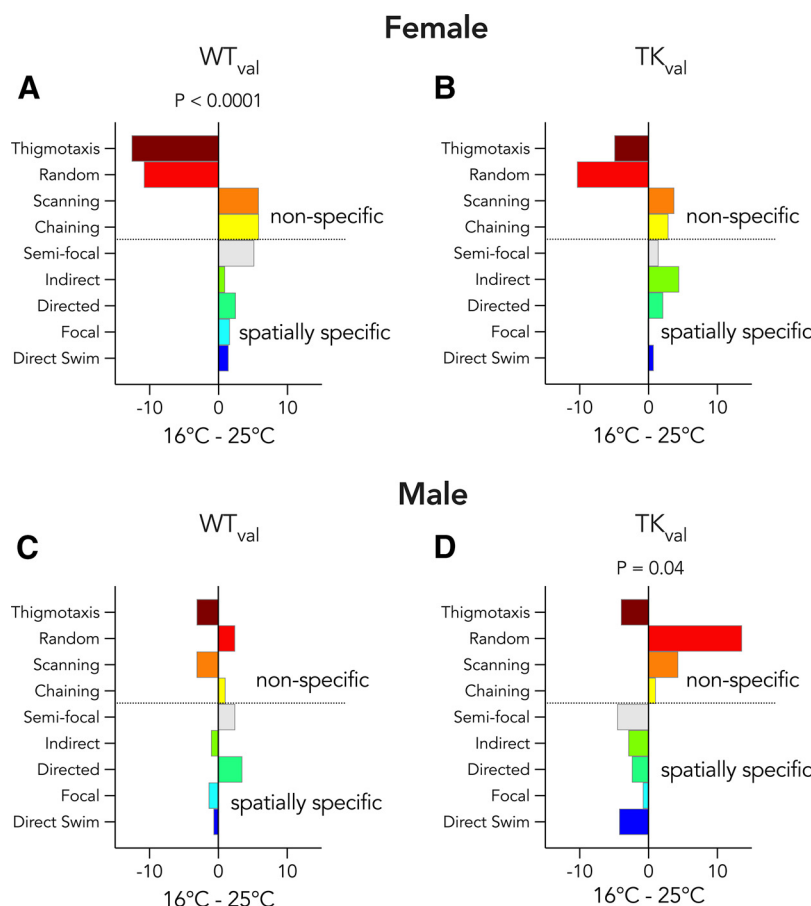 Female
WTval
TKval
A
B
P < 0.0001
Thigmotaxis
Random
Scanning
Chaining
Semi-focal
Indirect
Directed
Focal
Direct Swim
non-specific
spatially specific
-10 0 10
16°C - 25°C
Thigmotaxis
Random
Scanning
Chaining
Semi-focal
Indirect
Directed
Focal
Direct Swim
non-specific
spatially specific
-10 0 10
16°C - 25°C
Male
WTval
TKval
C
D
P = 0.04
Thigmotaxis
Random
Scanning
Chaining
Semi-focal
Indirect
Directed
Focal
Direct Swim
non-specific
spatially specific
-10 0 10
16°C - 25°C
Thigmotaxis
Random
Scanning
Chaining
Semi-focal
Indirect
Directed
Focal
Direct Swim
non-specific
spatially specific
-10 0 10
16°C - 25°C